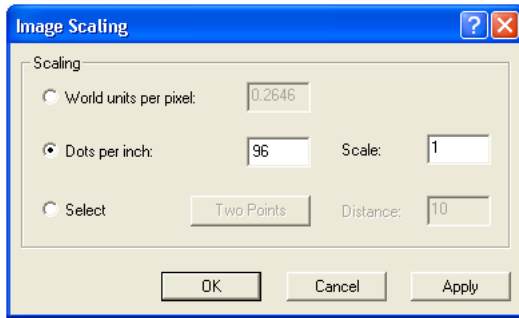 Image Scaling
Scaling
World units per pixel: 0.2646
Dots per inch: 96 Scale: 1
Select Two Points Distance: 10
OK Cancel Apply